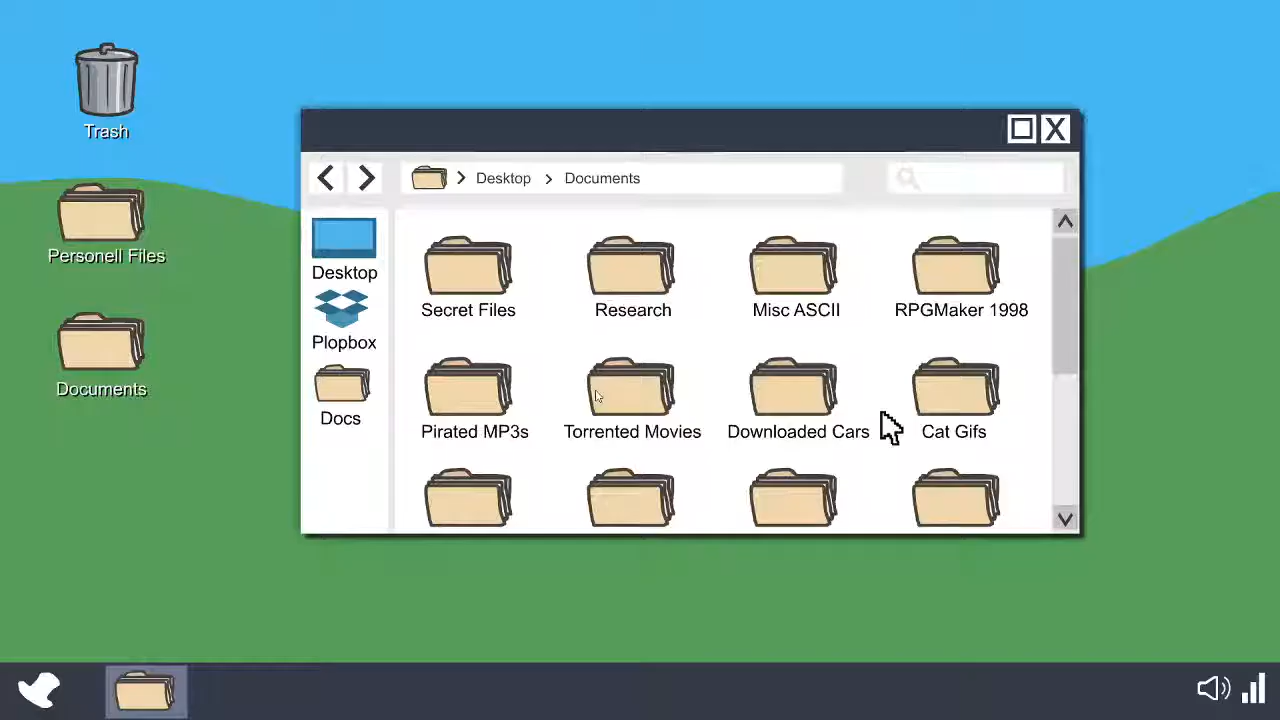 Trash
Personell Files
Documents
X
Desktop > Documents
Desktop
Plopbox
Docs
Secret Files
Research
Misc ASCII
RPGMaker 1998
Pirated MP3s
Torrented Movies
Downloaded Cars
Cat Gifs